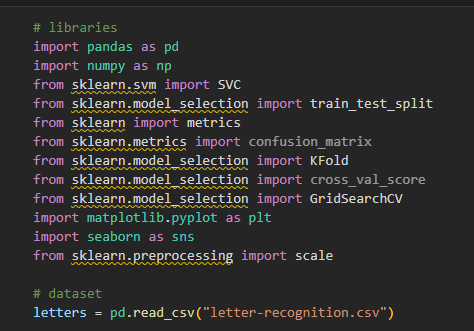 # libraries
import pandas as pd
import numpy as np
from sklearn.svm import SVC
from sklearn.model_selection import train_test_split
from sklearn import metrics
from sklearn.metrics import confusion_matrix
from sklearn.model_selection import KFold
from sklearn.model_selection import cross_val_score
from sklearn.model_selection import GridSearchCV
import matplotlib.pyplot as plt
import seaborn as sns
from sklearn.preprocessing import scale
# dataset
letters = pd.read_csv("letter-recognition.csv")